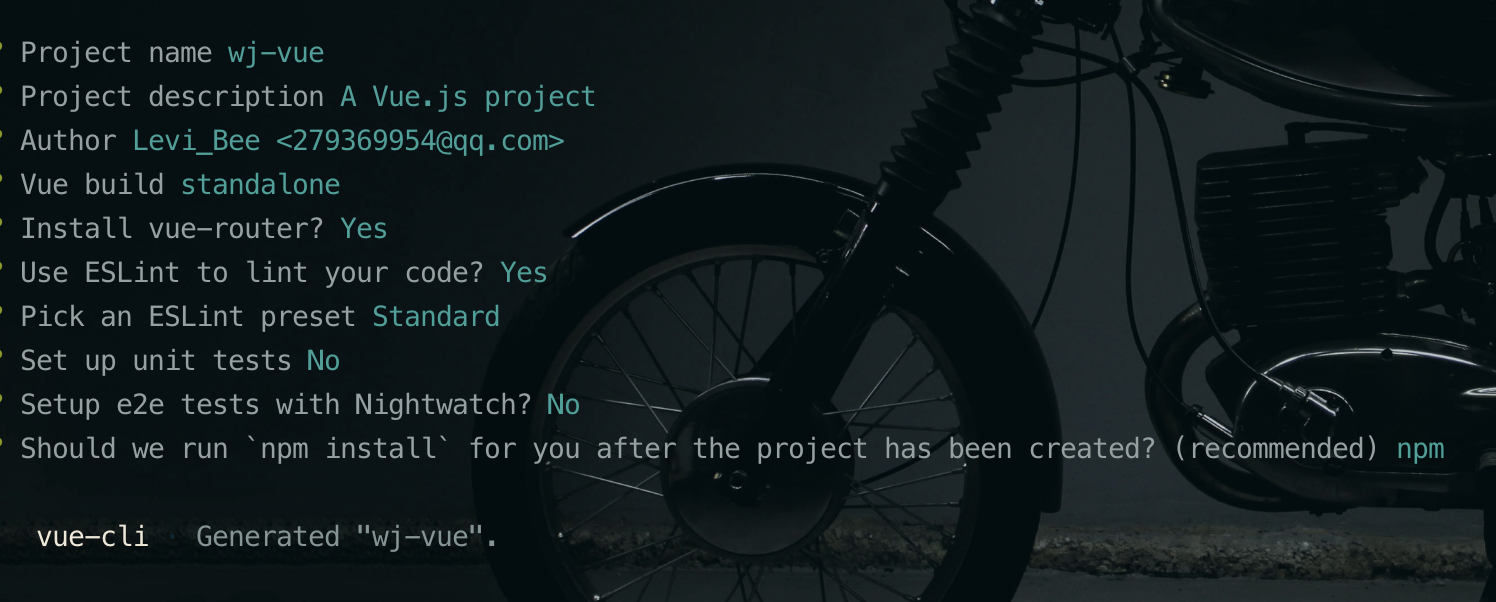 Project name wj-vue
Project description A Vue.js project
Author Levi_Bee <279369954@qq.com>
Vue build standalone
Install vue-router? Yes
Use ESLint to lint your code? Yes
Pick an ESLint preset Standard
Set up unit tests No
Setup e2e tests with Nightwatch? No
Should we run `npm install` for you after the project has been created? (recommended) npm
vue-cli   Generated "wj-vue".